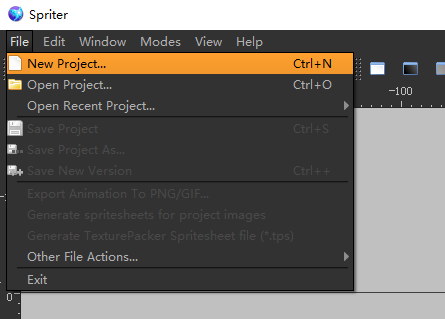 Spriter
File Edit Window Modes View Help
New Project... Ctrl+N
Open Project... Ctrl+O
Open Recent Project...
-100
Save Project Ctrl+S
Save Project As...
Save New Version Ctrl++
Export Animation To PNG/GIF...
Generate spritesheets for project images
Generate TexturePacker Spritesheet file (*.tps)
Other File Actions...
Exit
0